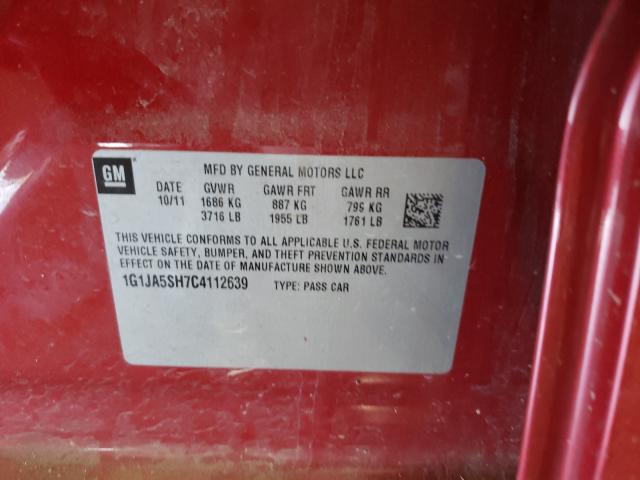 GM
MFD BY GENERAL MOTORS LLC
DATE GVWR GAWR FRT GAWR RR
10/11 1686 KG 887 KG 799 KG
3716 LB 1955 LB 1761 LB
THIS VEHICLE CONFORMS TO ALL APPLICABLE U.S. FEDERAL MOTOR
VEHICLE SAFETY, BUMPER, AND THEFT PREVENTION STANDARDS IN
EFFECT ON THE DATE OF MANUFACTURE SHOWN ABOVE.
1G1JA5SH7C4112639 TYPE: PASS CAR